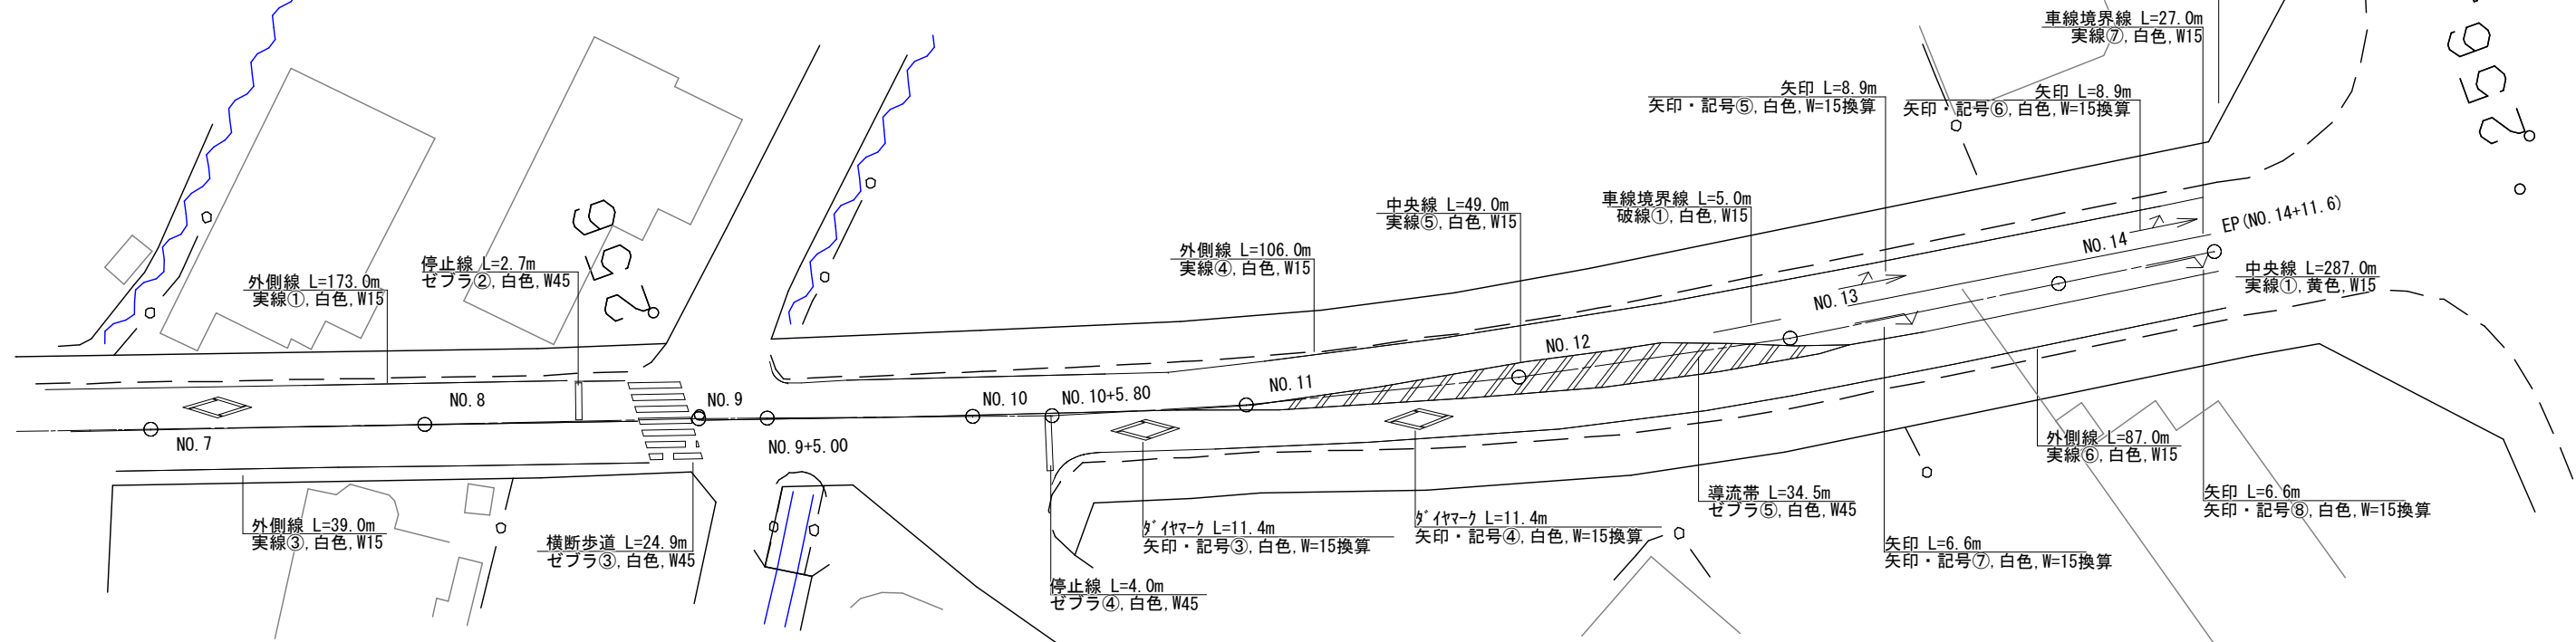 車線境界線 L=27.0m
実線⑦,白色,W15
矢印 L=8.9m
矢印・記号⑤,白色,W=15換算
矢印 L=8.9m
矢印・記号⑥,白色,W=15換算
中央線 L=49.0m
実線⑤,白色,W15
車線境界線 L=5.0m
破線①,白色,W15
外側線 L=106.0m
実線④,白色,W15
停止線 L=2.7m
ゼブラ②,白色,W45
外側線 L=173.0m
実線①,白色,W15
EP(NO.14+11.6)
中央線 L=287.0m
実線①,黄色,W15
NO.14
NO.13
NO.12
NO.11
NO.10+5.80
NO.10
NO.9
NO.8
NO.7
NO.9+5.00
外側線 L=87.0m
実線⑥,白色,W15
矢印 L=6.6m
矢印・記号⑧,白色,W=15換算
導流帯 L=34.5m
ゼブラ⑤,白色,W45
ダイヤマーク L=11.4m
矢印・記号④,白色,W=15換算
ダイヤマーク L=11.4m
矢印・記号③,白色,W=15換算
外側線 L=39.0m
実線③,白色,W15
横断歩道 L=24.9m
ゼブラ③,白色,W45
矢印 L=6.6m
矢印・記号⑦,白色,W=15換算
停止線 L=4.0m
ゼブラ④,白色,W45